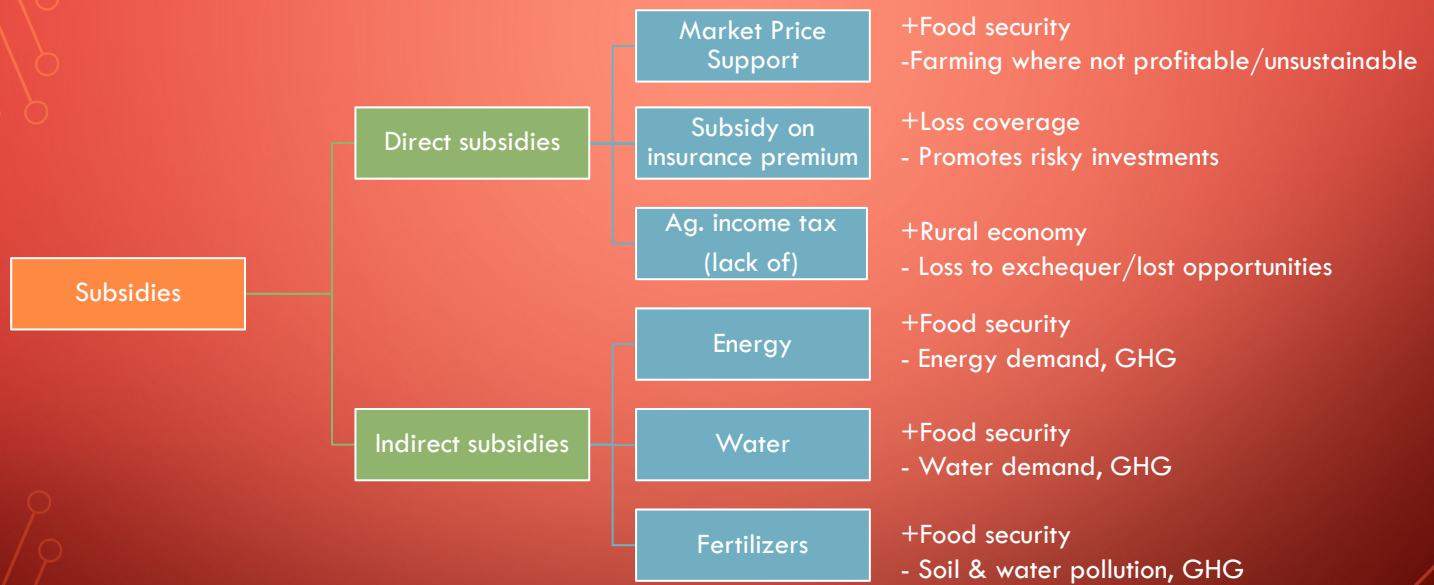 Subsidies
Direct subsidies
Market Price
Support
+Food security
-Farming where not profitable/unsustainable
Subsidy on
insurance premium
+Loss coverage
- Promotes risky investments
Ag. income tax
(lack of)
+Rural economy
- Loss to exchequer/lost opportunities
Indirect subsidies
Energy
+Food security
- Energy demand, GHG
Water
+Food security
- Water demand, GHG
Fertilizers
+Food security
- Soil & water pollution, GHG